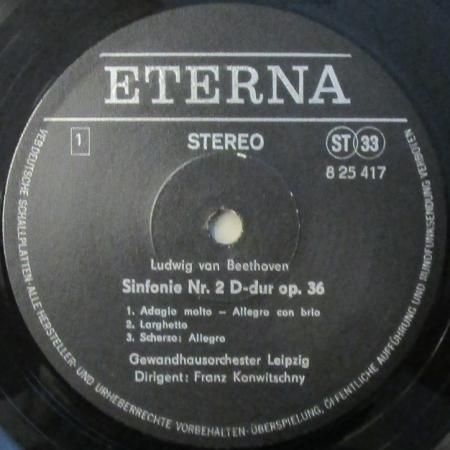 ETERNA
1
STEREO
ST 33
8 25 417
Ludwig van Beethoven
Sinfonie Nr. 2 D-dur op. 36
1. Adagio molto – Allegro con brio
2. Larghetto
3. Scherzo: Allegro
Gewandhausorchester Leipzig
Dirigent: Franz Konwitschny
VEB DEUTSCHE SCHALLPLATTEN · ALLE HERSTELLER- UND URHEBERRECHTE VORBEHALTEN · ÜBERSPIELUNG, ÖFFENTLICHE AUFFÜHRUNG UND RUNDFUNKSENDUNG VERBOTEN